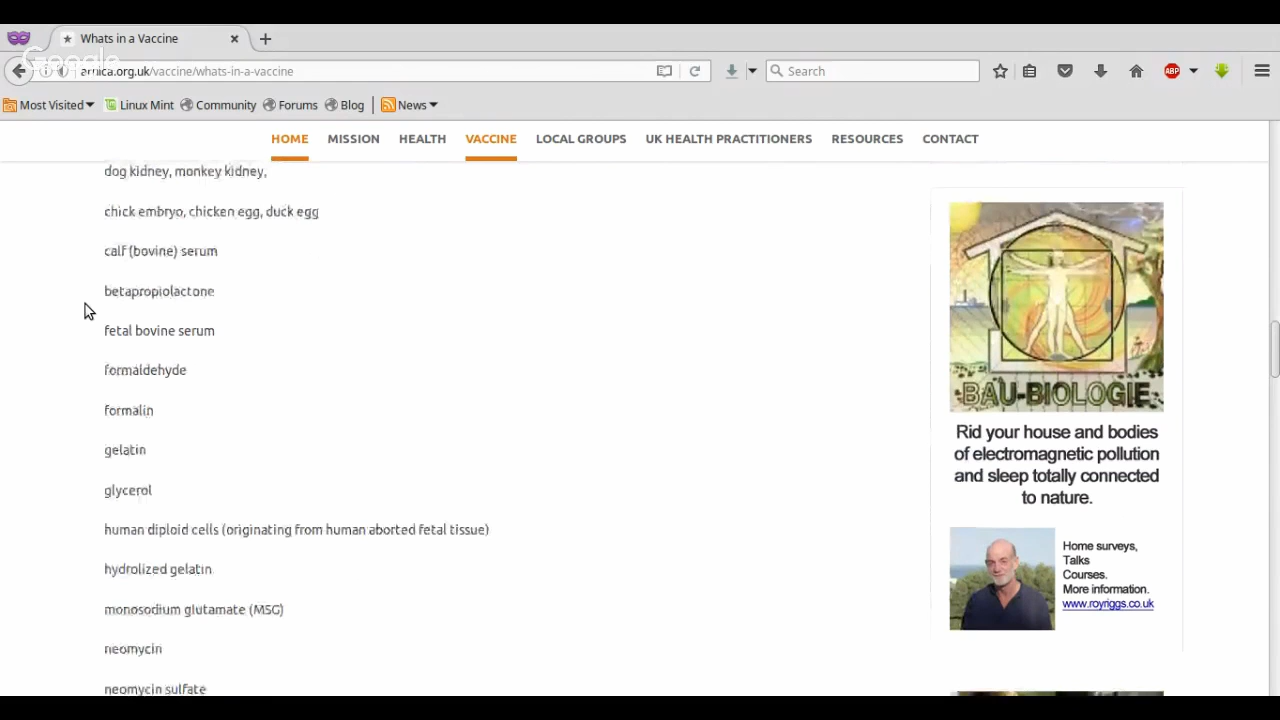 Whats in a Vaccine
Google
arnica.org.uk/vaccine/whats-in-a-vaccine
Search
ABP
Most Visited
Linux Mint
Community
Forums
Blog
News
HOME
MISSION
HEALTH
VACCINE
LOCAL GROUPS
UK HEALTH PRACTITIONERS
RESOURCES
CONTACT
dog kidney, monkey kidney,
chick embryo, chicken egg, duck egg
calf (bovine) serum
betapropiolactone
fetal bovine serum
formaldehyde
formalin
gelatin
glycerol
human diploid cells (originating from human aborted fetal tissue)
hydrolized gelatin
monosodium glutamate (MSG)
neomycin
neomycin sulfate
BAU-BIOLOGIE
Rid your house and bodies
of electromagnetic pollution
and sleep totally connected
to nature.
Home surveys,
Talks
Courses.
More information.
www.royriggs.co.uk